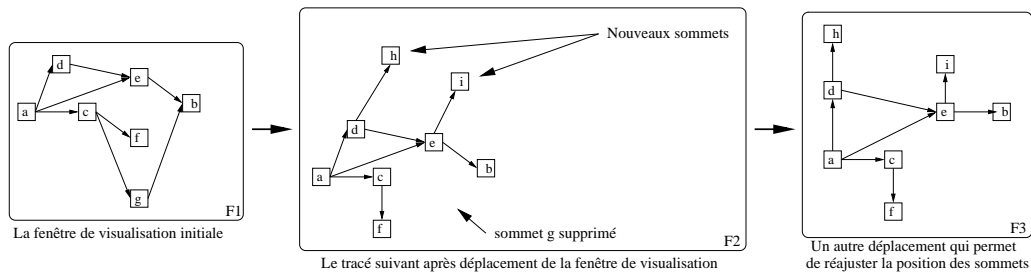 d
e
b
a
c
f
g
F1
La fenêtre de visualisation initiale
h
Nouveaux sommets
i
d
e
b
a
c
f
sommet g supprimé
F2
Le tracé suivant après déplacement de la fenêtre de visualisation
h
i
d
e
b
a
c
f
F3
Un autre déplacement qui permet
de réajuster la position des sommets